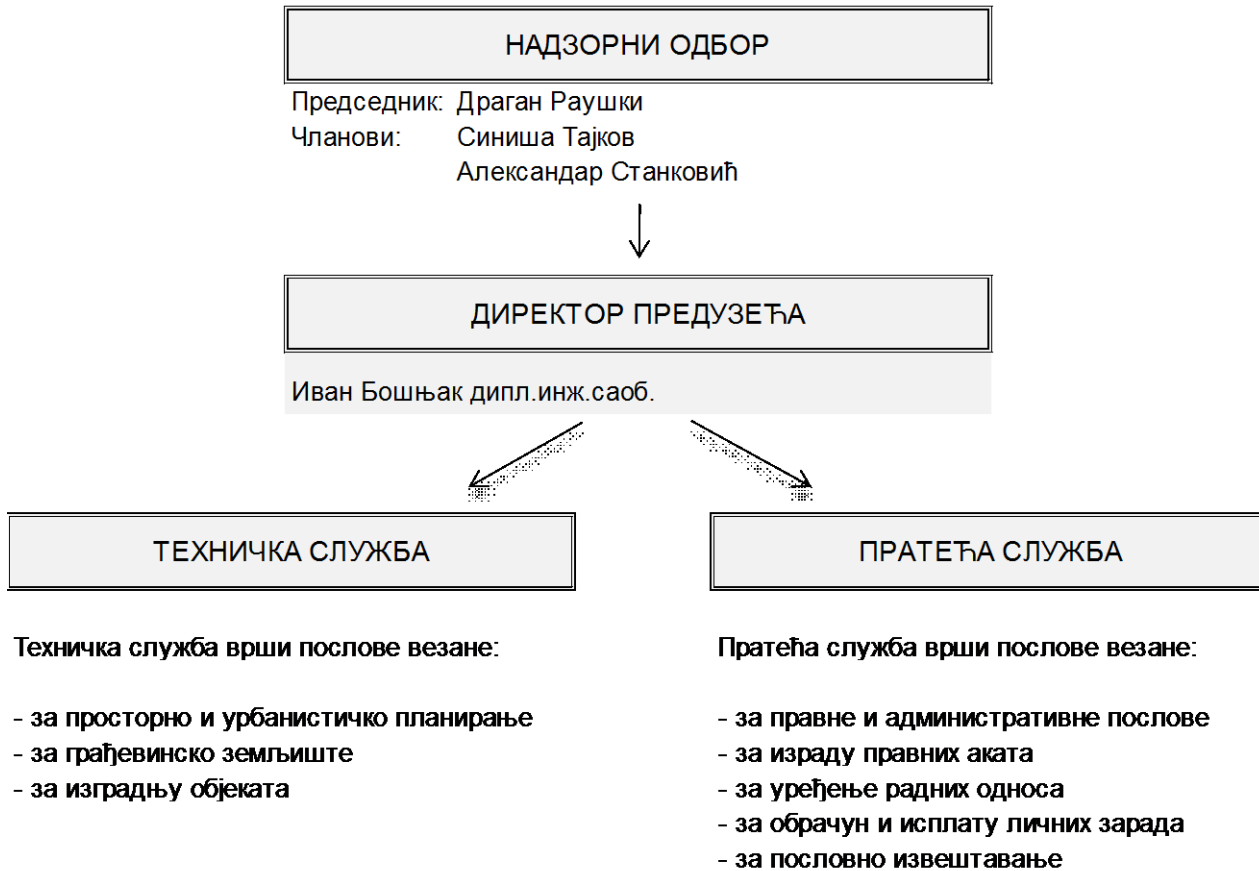 НАДЗОРНИ ОДБОР
Председник: Драган Раушки
Чланови: Синиша Тајков
Александар Станковић
ДИРЕКТОР ПРЕДУЗЕЋА
Иван Бошњак дипл.инж.саоб.
ТЕХНИЧКА СЛУЖБА
Техничка служба врши послове везане:
- за просторно и урбанистичко планирање
- за грађевинско земљиште
- за изградњу објеката
ПРАТЕЋА СЛУЖБА
Пратећа служба врши послове везане:
- за правне и административне послове
- за израду правних аката
- за уређење радних односа
- за обрачун и исплату личних зарада
- за пословно извештавање